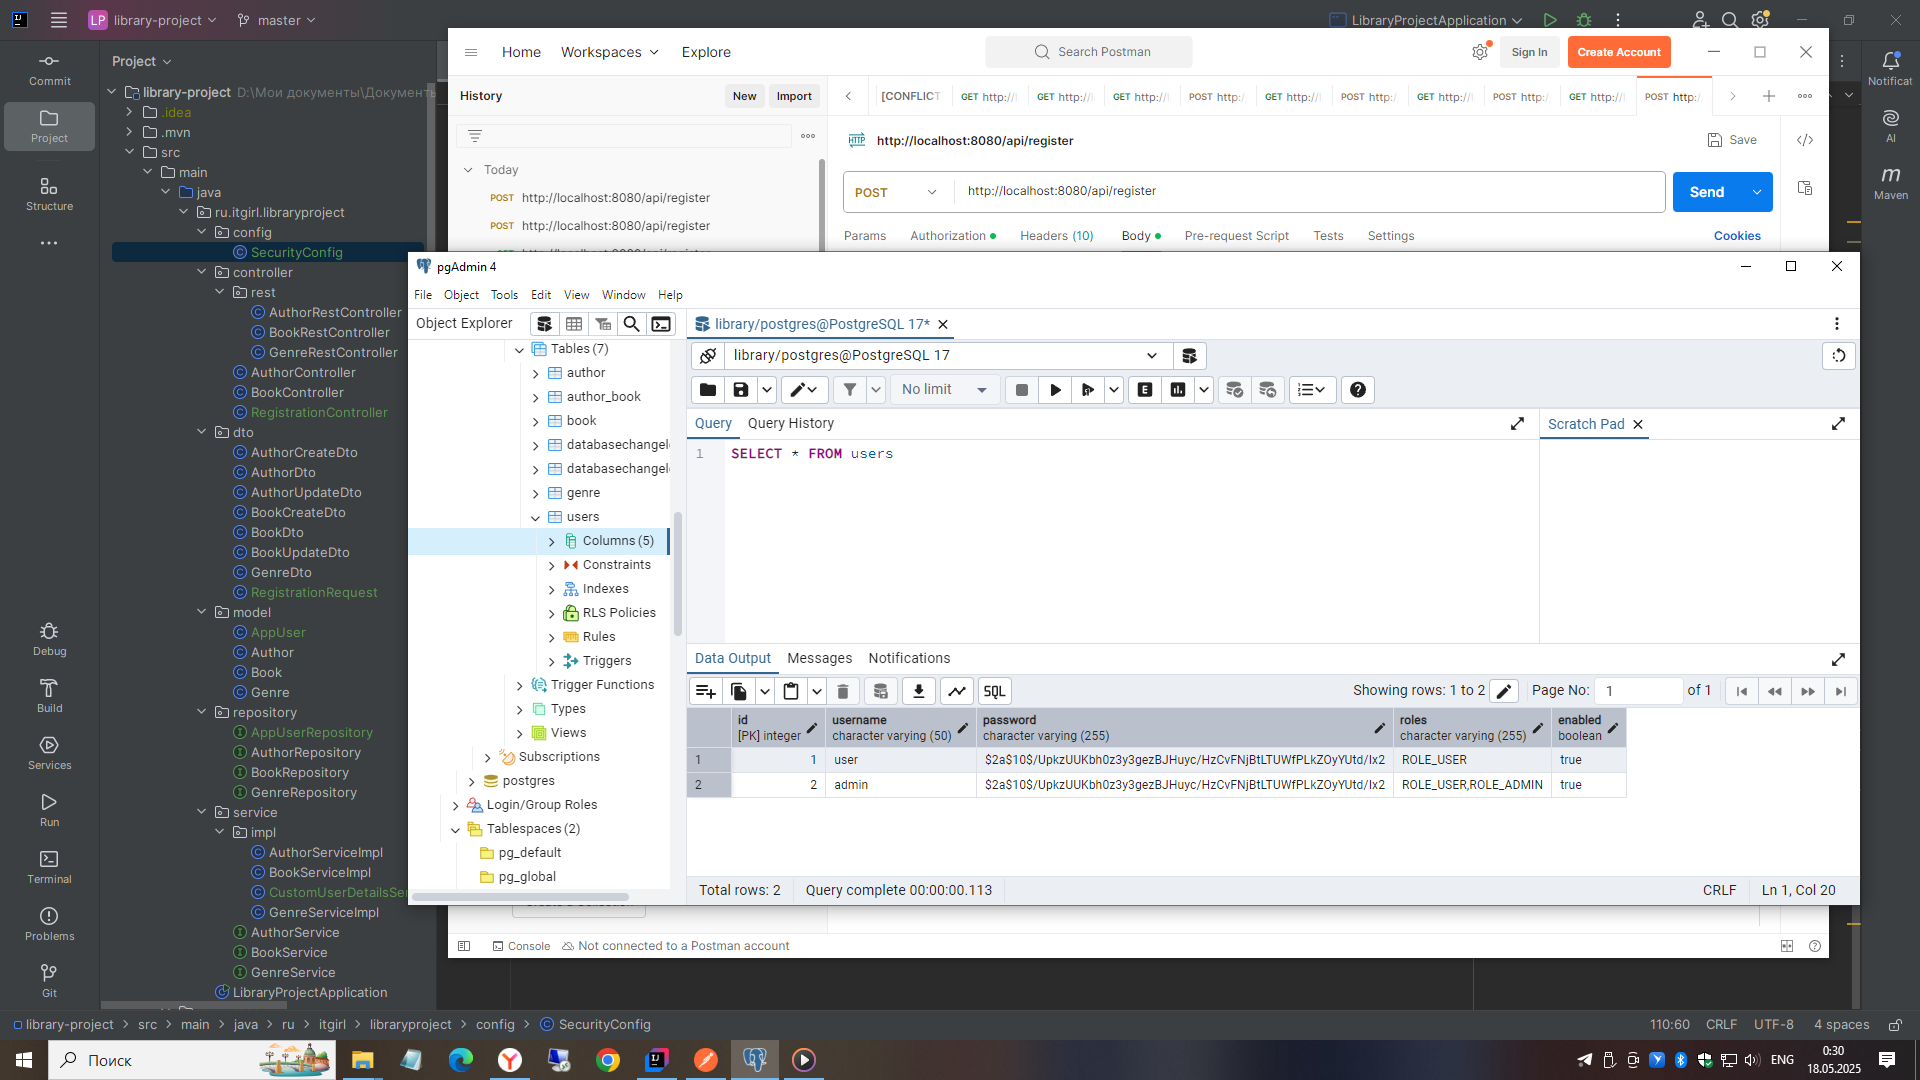 LP library-project master LibraryProjectApplication
Commit
Project
Structure
Debug
Build
Services
Run
Terminal
Problems
Git
Project
library-project D:\Мои документы\Документы
.idea
.mvn
src
main
java
ru.itgirl.libraryproject
config
SecurityConfig
controller
rest
AuthorRestController
BookRestController
GenreRestController
AuthorController
BookController
RegistrationController
dto
AuthorCreateDto
AuthorDto
AuthorUpdateDto
BookCreateDto
BookDto
BookUpdateDto
GenreDto
RegistrationRequest
model
AppUser
Author
Book
Genre
repository
AppUserRepository
AuthorRepository
BookRepository
GenreRepository
service
impl
AuthorServiceImpl
BookServiceImpl
CustomUserDetailsSer
GenreServiceImpl
AuthorService
BookService
GenreService
LibraryProjectApplication
Home Workspaces Explore Search Postman Sign In Create Account
History New Import
[CONFLICT GET http:/ GET http:/ GET http:/ POST http: GET http:/ POST http: GET http:/ POST http: GET http:/ POST http:
HTTP http://localhost:8080/api/register Save
Today
POST http://localhost:8080/api/register
POST http://localhost:8080/api/register
POST http://localhost:8080/api/register Send
Params Authorization Headers (10) Body Pre-request Script Tests Settings Cookies
pgAdmin 4
File Object Tools Edit View Window Help
Object Explorer
Tables (7)
author
author_book
book
databasechangel
databasechangel
genre
users
Columns (5)
Constraints
Indexes
RLS Policies
Rules
Triggers
Trigger Functions
Types
Views
Subscriptions
postgres
Login/Group Roles
Tablespaces (2)
pg_default
pg_global
library/postgres@PostgreSQL 17*
library/postgres@PostgreSQL 17
No limit E
Query Query History Scratch Pad
1 SELECT * FROM users
Data Output Messages Notifications
SQL Showing rows: 1 to 2 Page No: 1 of 1
id username password roles enabled
[PK] integer character varying (50) character varying (255) character varying (255) boolean
1 1 user $2a$10$/UpkzUUKbh0z3y3gezBJHuyc/HzCvFNjBtLTUWfPLkZOyYUtd/Ix2 ROLE_USER true
2 2 admin $2a$10$/UpkzUUKbh0z3y3gezBJHuyc/HzCvFNjBtLTUWfPLkZOyYUtd/Ix2 ROLE_USER,ROLE_ADMIN true
Total rows: 2 Query complete 00:00:00.113 CRLF Ln 1, Col 20
Console Not connected to a Postman account
Notificat
AI
m
Maven
library-project src main java ru itgirl libraryproject config SecurityConfig 110:60 CRLF UTF-8 4 spaces
Поиск ENG 0:30
18.05.2025